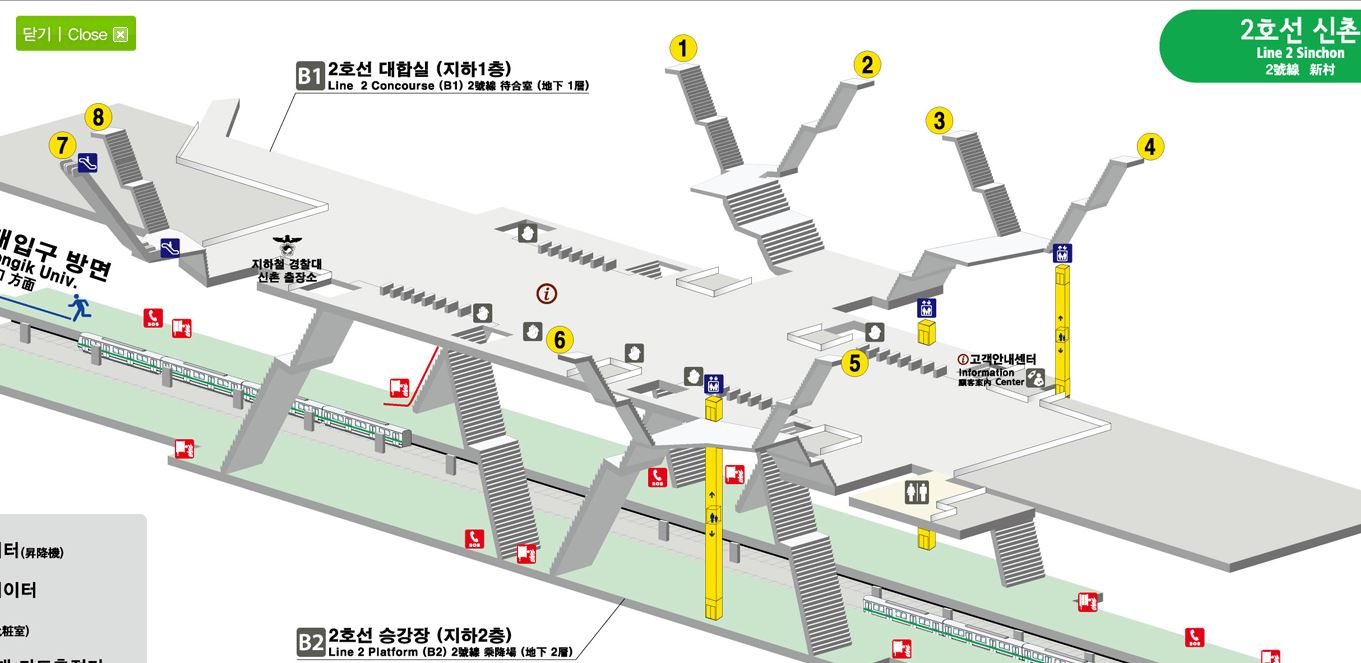 닫기 | Close
2호선 신촌
Line 2 Sinchon
2號線 新村
B1 2호선 대합실 (지하1층)
Line 2 Concourse (B1) 2號線 待合室 (地下 1層)
1
2
3
4
8
7
입구 방면
ngik Univ.
方面
지하철 경찰대
신촌 출장소
i
6
5
i 고객안내센터
Information
顧客案內 Center
SOS
SOS
SOS
SOS
터(昇降機)
이터
粧室)
B2 2호선 승강장 (지하2층)
Line 2 Platform (B2) 2號線 乘降場 (地下 2層)